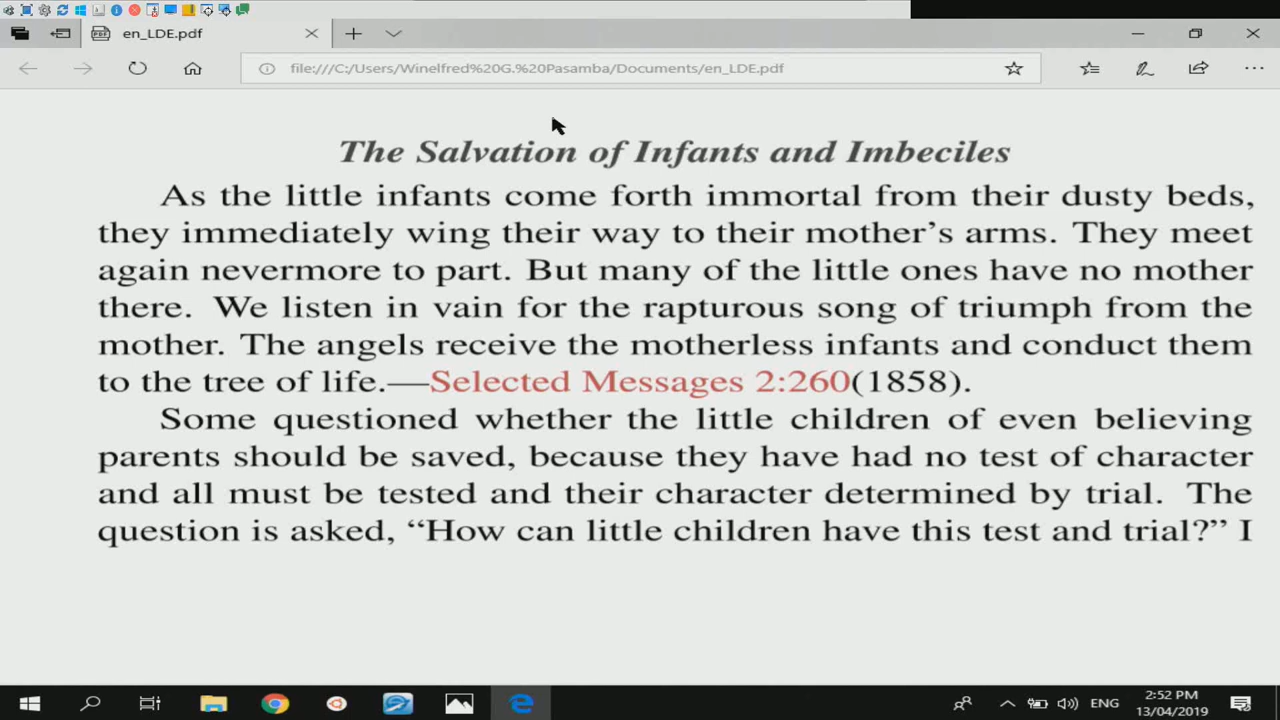 en_LDE.pdf
file:///C:/Users/Winelfred%20G.%20Pasamba/Documents/en_LDE.pdf
The Salvation of Infants and Imbeciles
As the little infants come forth immortal from their dusty beds,
they immediately wing their way to their mother's arms. They meet
again nevermore to part. But many of the little ones have no mother
there. We listen in vain for the rapturous song of triumph from the
mother. The angels receive the motherless infants and conduct them
to the tree of life.—Selected Messages 2:260(1858).
Some questioned whether the little children of even believing
parents should be saved, because they have had no test of character
and all must be tested and their character determined by trial. The
question is asked, “How can little children have this test and trial?” I
ENG
2:52 PM
13/04/2019